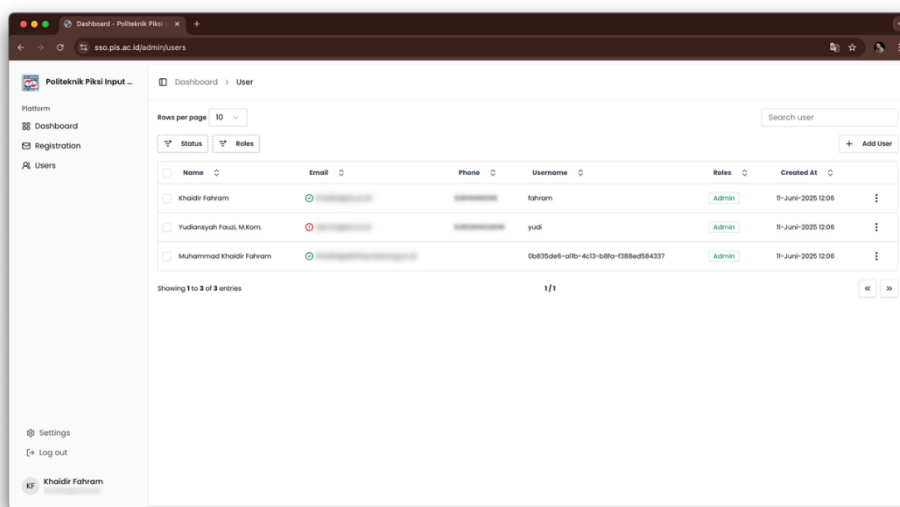 Dashboard - Politeknik Piksi I
sso.pis.ac.id/admin/users
Politeknik Piksi Input ...
Dashboard > User
Platform
Dashboard
Registration
Users
Rows per page 10
Search user
Status Roles
+ Add User
Name Email Phone Username Roles Created At
Khaidir Fahram fahram Admin 11-Juni-2025 12:06
Yudiansyah Fauzi, M.Kom. yudi Admin 11-Juni-2025 12:06
Muhammad Khaidir Fahram 0b835de6-a11b-4c13-b8fa-f388ed584337 Admin 11-Juni-2025 12:06
Showing 1 to 3 of 3 entries 1 / 1 « »
Settings
Log out
KF Khaidir Fahram